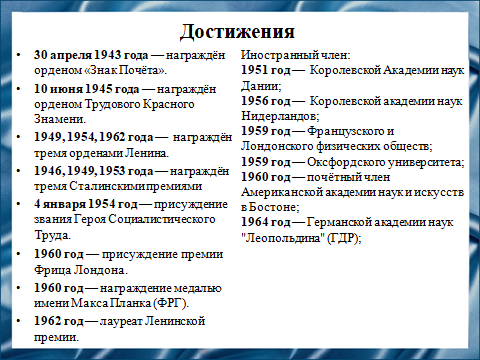 Достижения
• 30 апреля 1943 года — награждён
орденом «Знак Почёта».
• 10 июня 1945 года — награждён
орденом Трудового Красного
Знамени.
• 1949, 1954, 1962 года — награждён
тремя орденами Ленина.
• 1946, 1949, 1953 года — награждён
тремя Сталинскими премиями
• 4 января 1954 год — присуждение
звания Героя Социалистического
Труда.
• 1960 год — присуждение премии
Фрица Лондона.
• 1960 год — награждение медалью
имени Макса Планка (ФРГ).
• 1962 год — лауреат Ленинской
премии.
Иностранный член:
1951 год — Королевской Академии наук
Дании;
1956 год — Королевской академии наук
Нидерландов;
1959 год — Французского и
Лондонского физических обществ;
1959 год — Оксфордского университета;
1960 год — почётный член
Американской академии наук и искусств
в Бостоне;
1964 год — Германской академии наук
"Леопольдина" (ГДР);